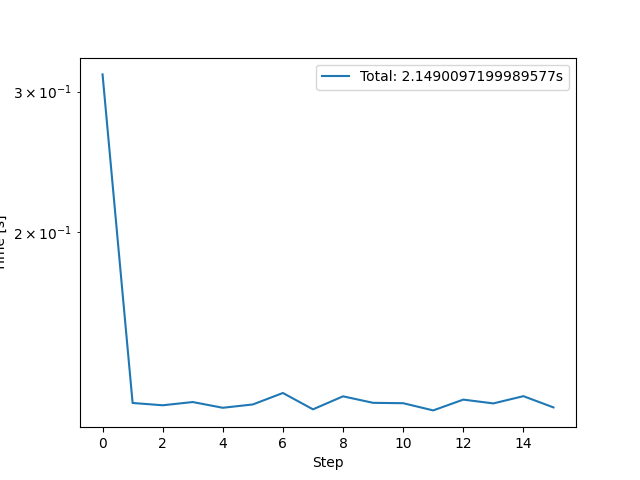 Total: 2.1490097199989577s
3 × 10⁻¹
2 × 10⁻¹
[s]
0 2 4 6 8 10 12 14
Step